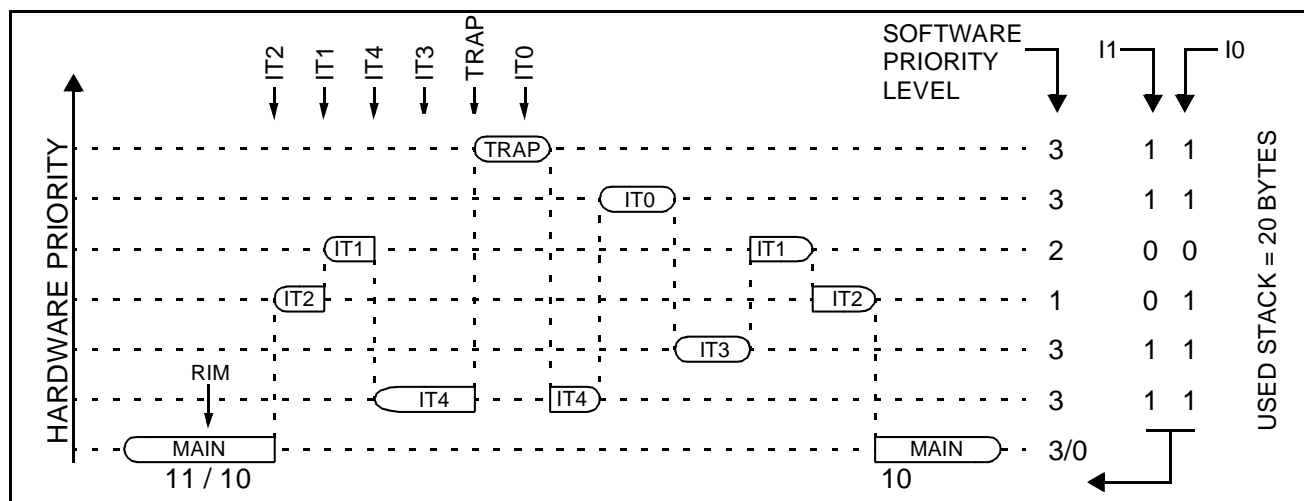 IT2
IT1
IT4
IT3
TRAP
IT0
SOFTWARE
PRIORITY
LEVEL
I1
I0
HARDWARE PRIORITY
TRAP
3
1 1
IT0
3
1 1
IT1
IT1
2
0 0
IT2
IT2
1
0 1
IT3
3
1 1
RIM
IT4
IT4
3
1 1
MAIN
MAIN
3/0
11 / 10
10
USED STACK = 20 BYTES